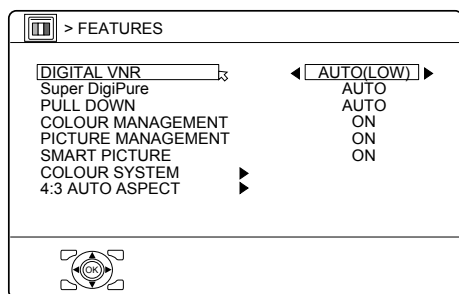 > FEATURES
DIGITAL VNR AUTO(LOW)
Super DigiPure AUTO
PULL DOWN AUTO
COLOUR MANAGEMENT ON
PICTURE MANAGEMENT ON
SMART PICTURE ON
COLOUR SYSTEM
4:3 AUTO ASPECT
OK